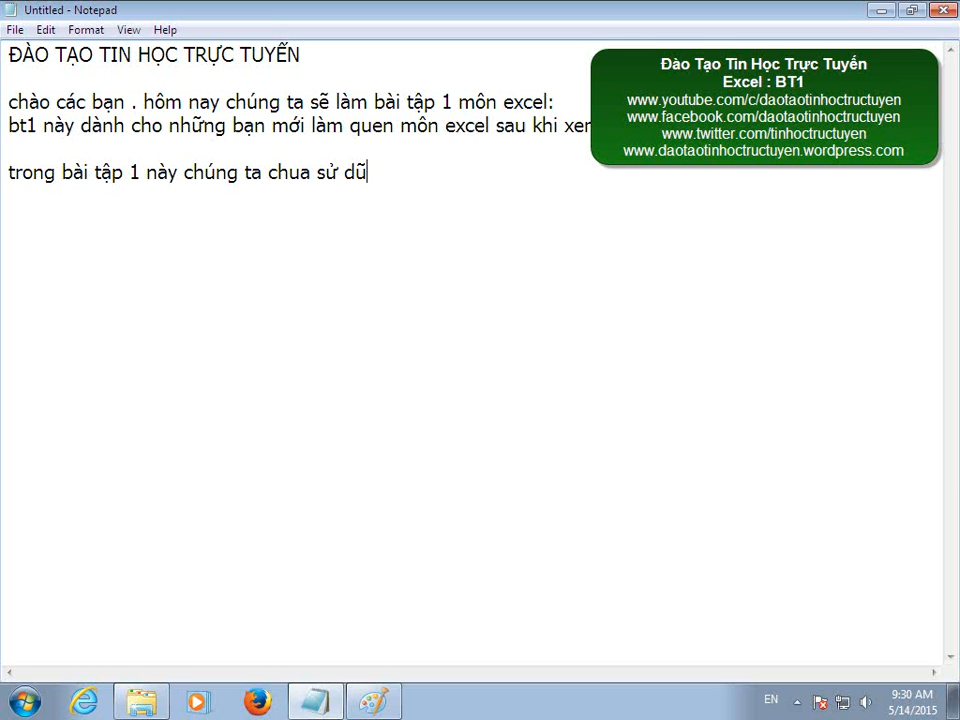 Untitled - Notepad
File Edit Format View Help
ĐÀO TẠO TIN HỌC TRỰC TUYẾN
chào các bạn . hôm nay chúng ta sẽ làm bài tập 1 môn excel:
bt1 này dành cho những bạn mới làm quen môn excel sau khi xem
trong bài tập 1 này chúng ta chua sử dũ
Đào Tạo Tin Học Trực Tuyến
Excel : BT1
www.youtube.com/c/daotaotinhoctructuyen
www.facebook.com/daotaotinhoctructuyen
www.twitter.com/tinhoctructuyen
www.daotaotinhoctructuyen.wordpress.com
EN
9:30 AM
5/14/2015